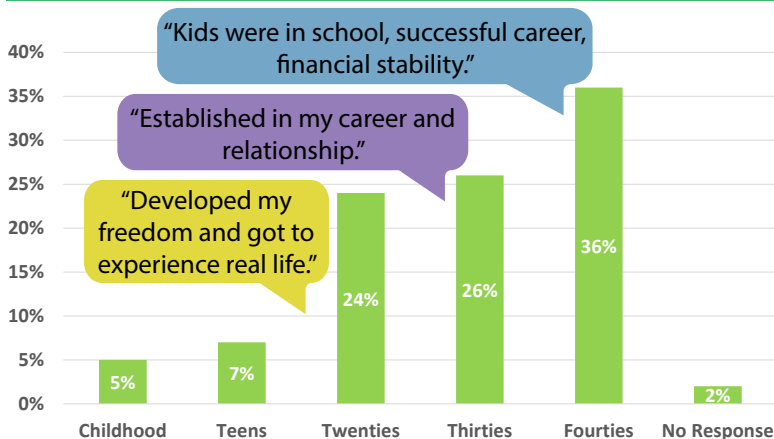 “Kids were in school, successful career,
financial stability.”
“Established in my career and
relationship.”
“Developed my
freedom and got to
experience real life.”
40%
35%
30%
25%
20%
15%
10%
5%
0%
5%
7%
24%
26%
36%
2%
Childhood
Teens
Twenties
Thirties
Fourties
No Response